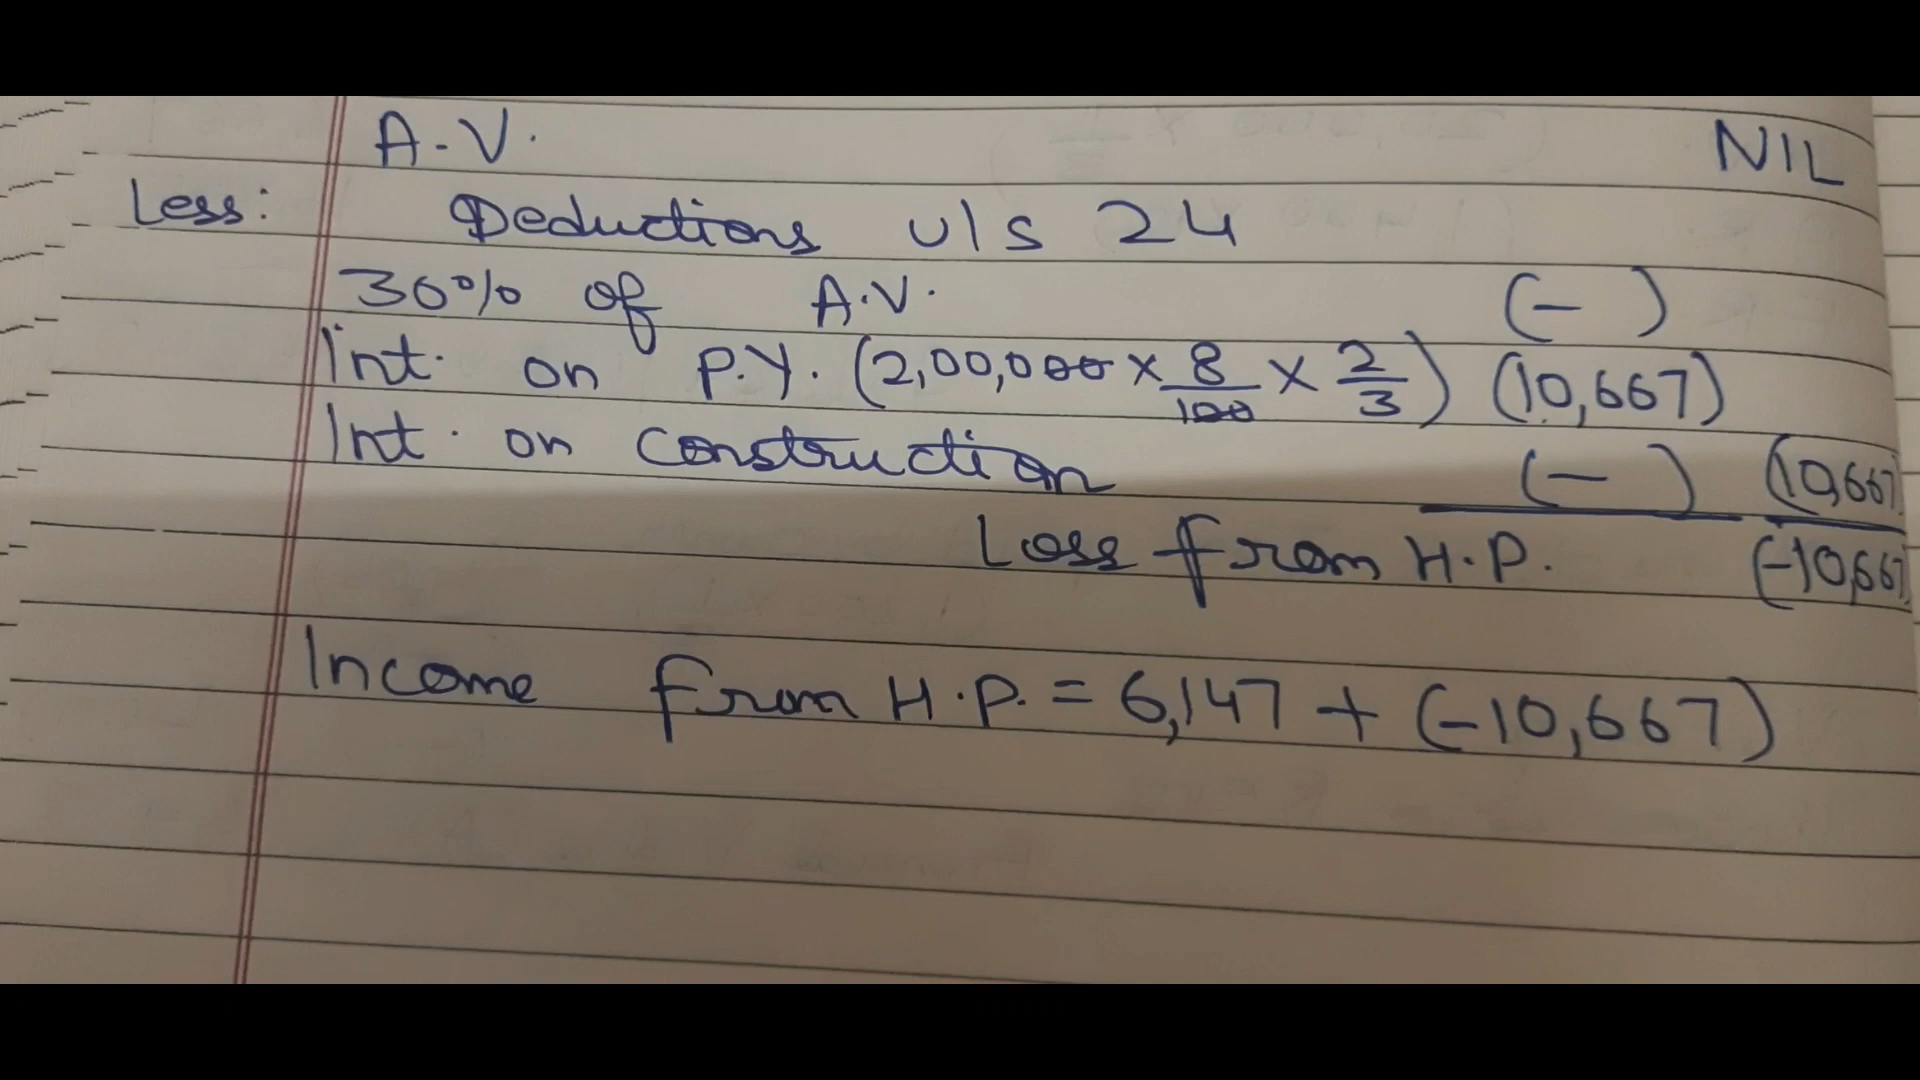 A.V. NIL
Less: Deductions u/s 24
30% of A.V. (-)
Int. on P.Y. (2,00,000 × 8/100 × 2/3) (10,667)
Int. on construction (-) (10,667)
Loss from H.P. (-10,667)
Income from H.P. = 6,147 + (-10,667)